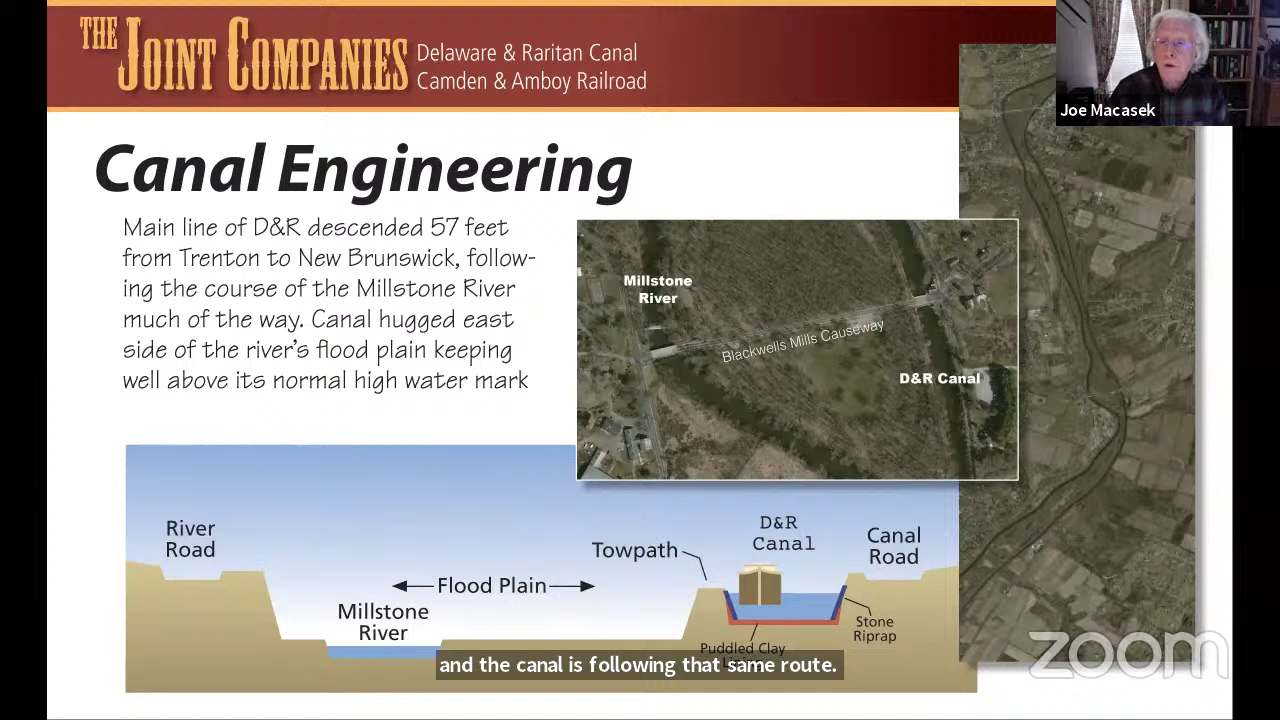 THE JOINT COMPANIES
Delaware & Raritan Canal
Camden & Amboy Railroad
Joe Macasek
Canal Engineering
Main line of D&R descended 57 feet
from Trenton to New Brunswick, follow-
ing the course of the Millstone River
much of the way. Canal hugged east
side of the river's flood plain keeping
well above its normal high water mark
Millstone
River
Blackwells Mills Causeway
D&R Canal
River
Road
Flood Plain
Millstone
River
Towpath
D&R
Canal
Canal
Road
Stone
Riprap
Puddled Clay
and the canal is following that same route.
zoom